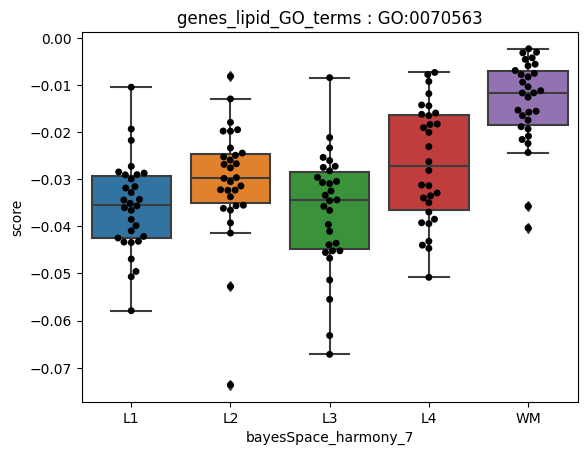 genes_lipid_GO_terms : GO:0070563
0.00
−0.01
−0.02
−0.03
−0.04
−0.05
−0.06
−0.07
score
L1 L2 L3 L4 WM
bayesSpace_harmony_7